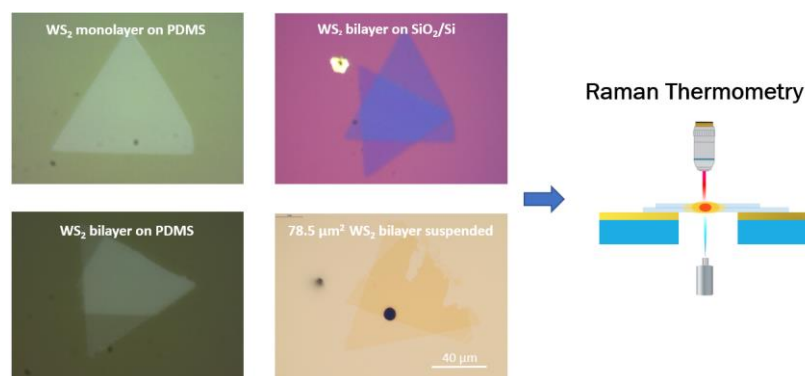 WS₂ monolayer on PDMS
WS₂ bilayer on SiO₂/Si
Raman Thermometry
WS₂ bilayer on PDMS
78.5 µm² WS₂ bilayer suspended
40 µm